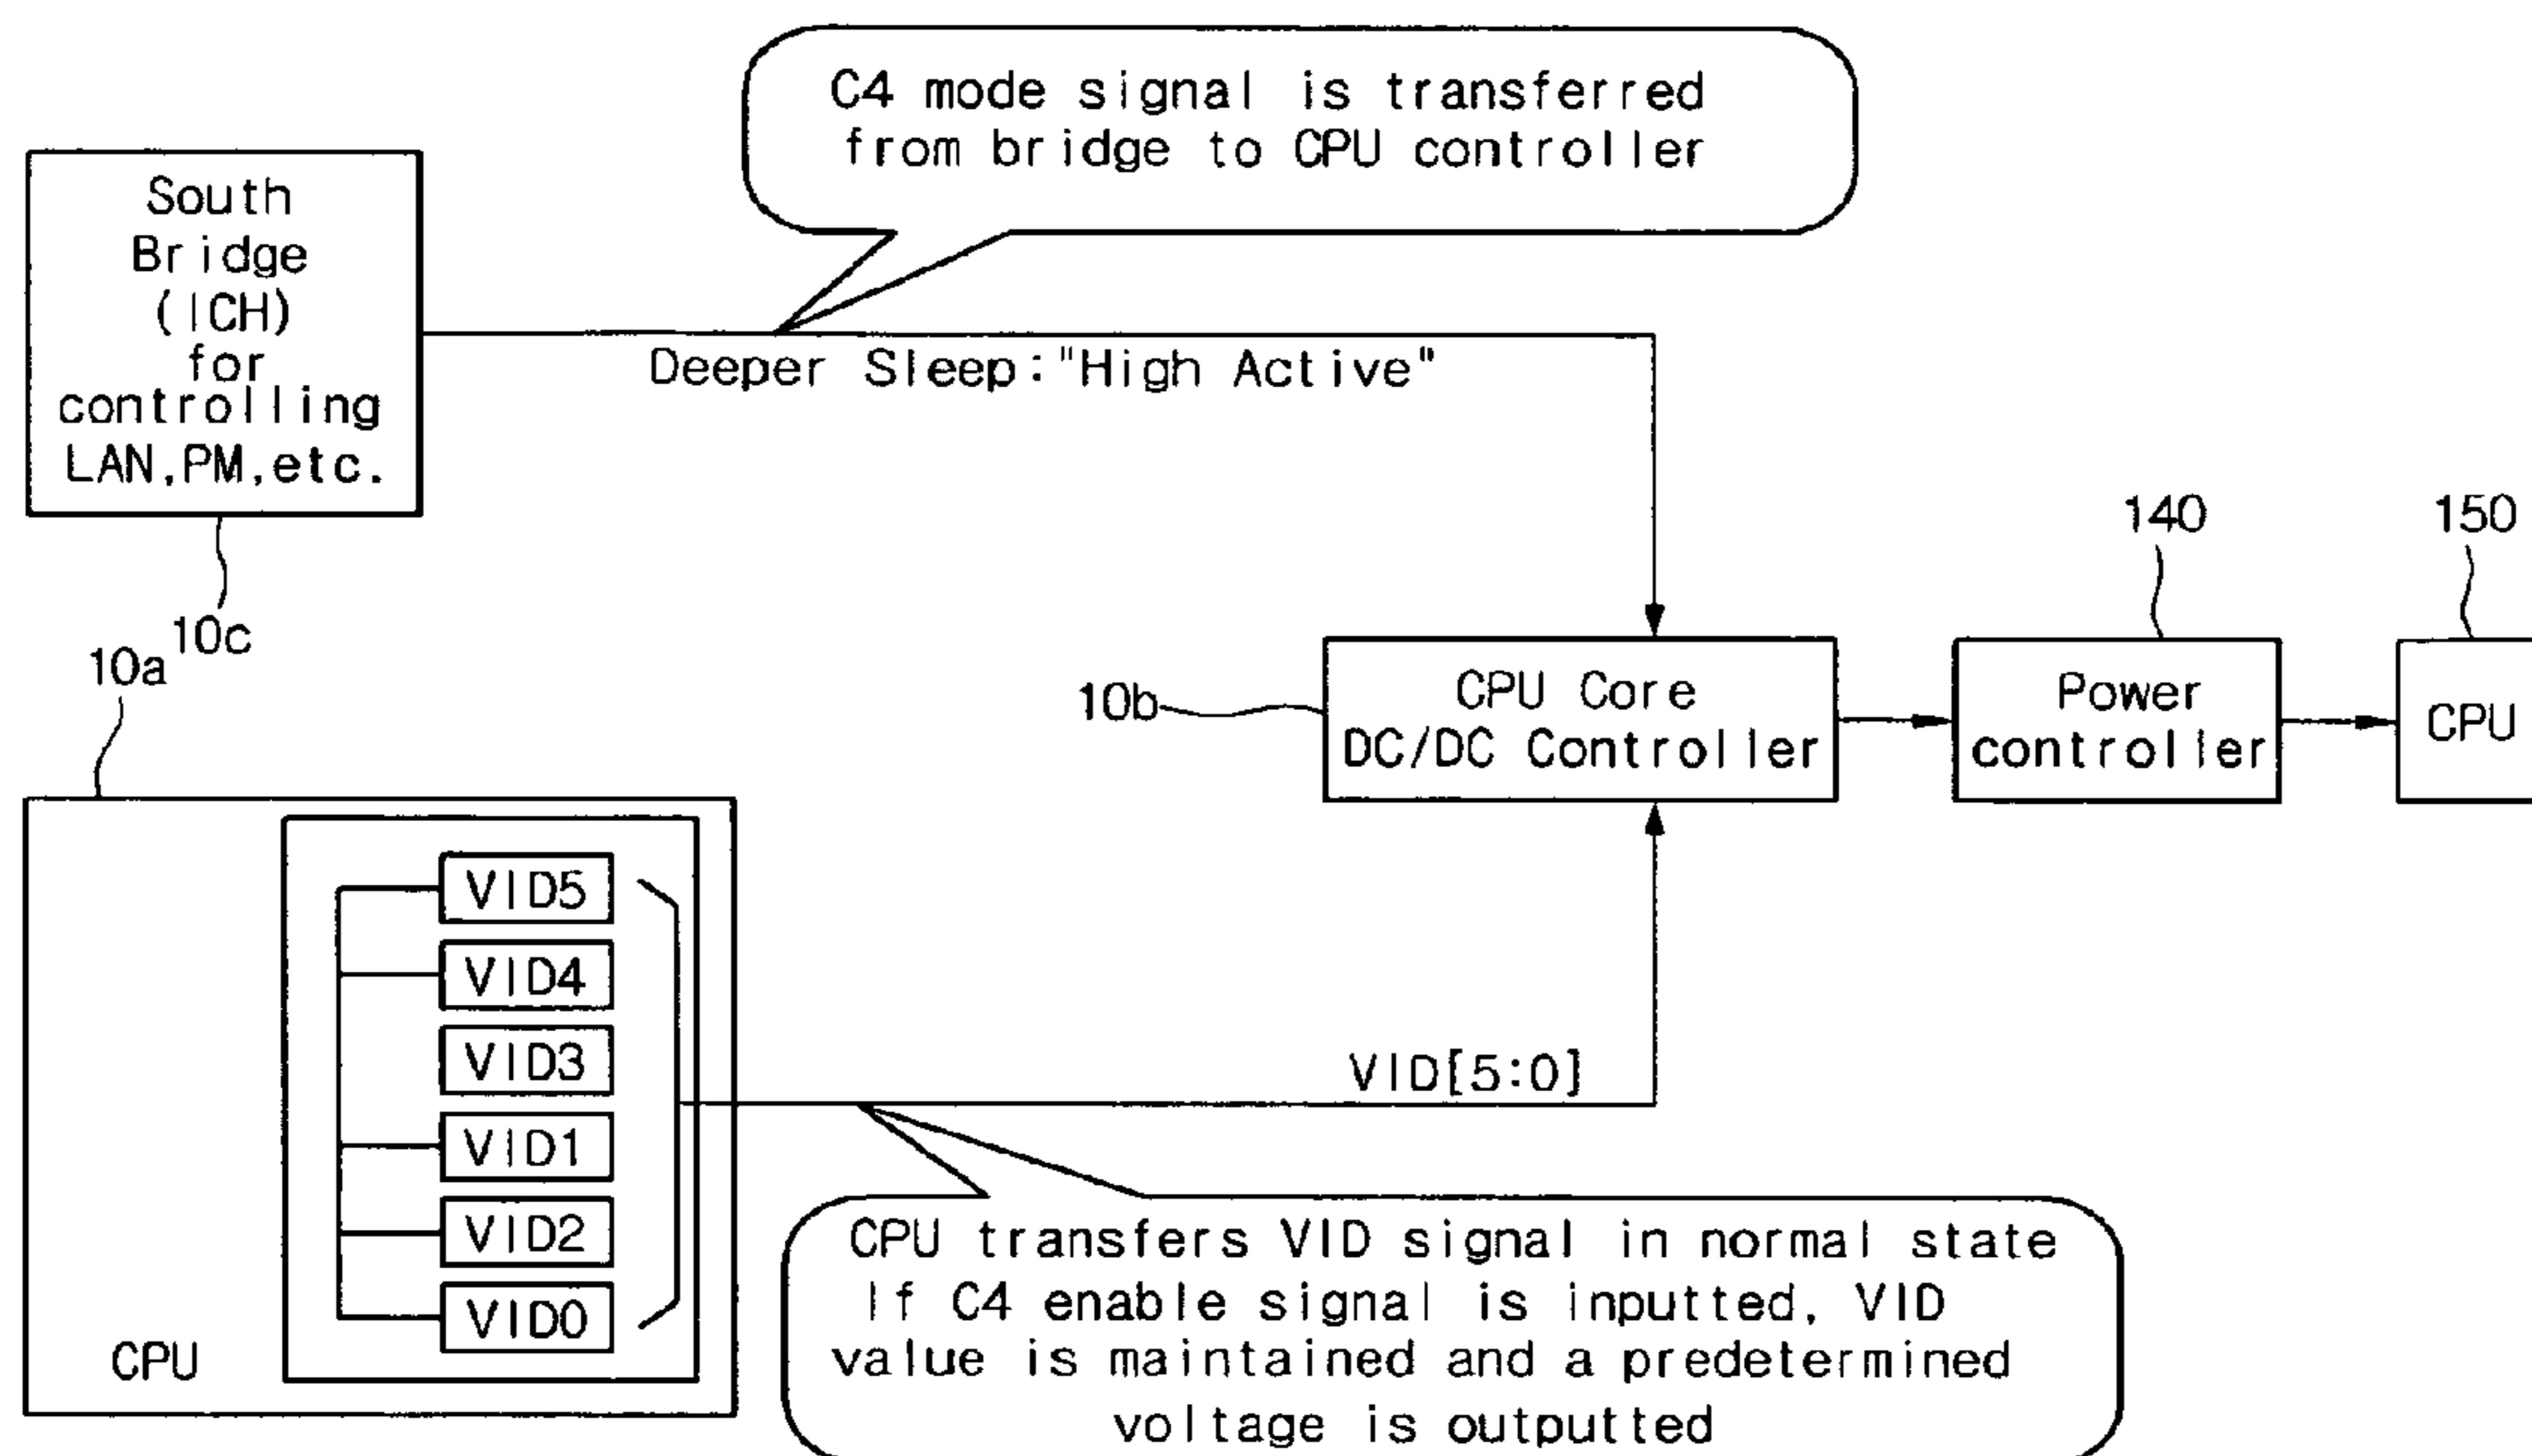 C4 mode signal is transferred
from bridge to CPU controller
South
Bridge
(ICH)
for
controlling
LAN,PM,etc.
Deeper Sleep:"High Active"
10c
10a
140
150
10b
CPU Core
DC/DC Controller
Power
controller
CPU
VID5
VID4
VID3
VID1
VID2
VID0
CPU
VID[5:0]
CPU transfers VID signal in normal state
If C4 enable signal is inputted, VID
value is maintained and a predetermined
voltage is outputted